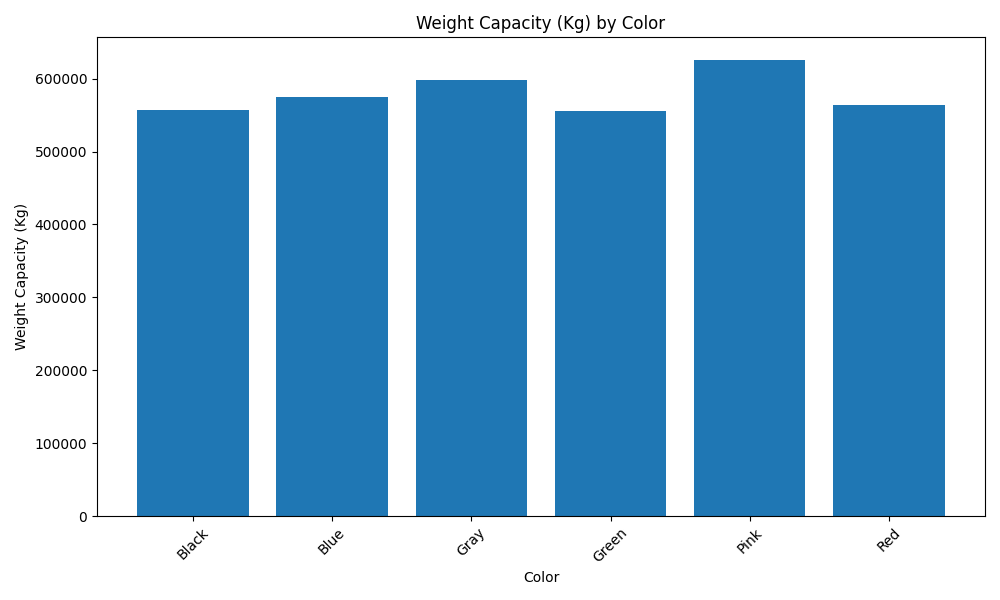 Weight Capacity (Kg) by Color
Weight Capacity (Kg)
600000
500000
400000
300000
200000
100000
0
Black
Blue
Gray
Green
Pink
Red
Color